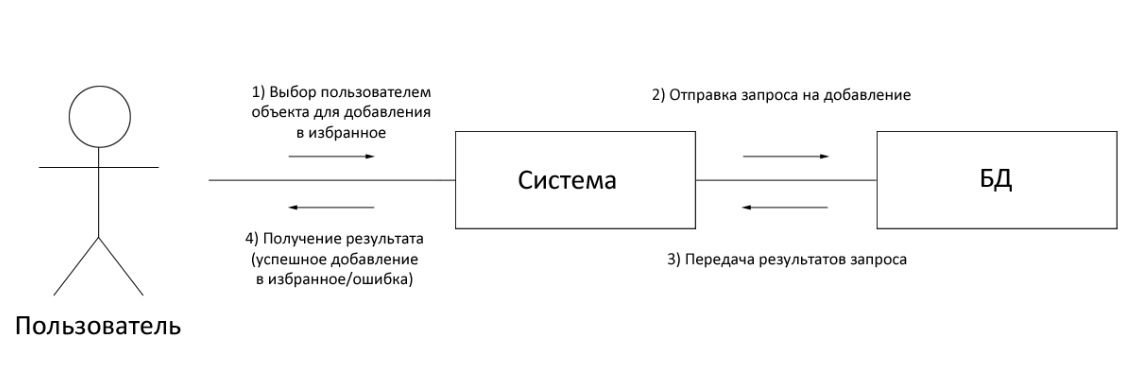 1) Выбор пользователем
объекта для добавления
в избранное
2) Отправка запроса на добавление
Система
БД
4) Получение результата
(успешное добавление
в избранное/ошибка)
3) Передача результатов запроса
Пользователь